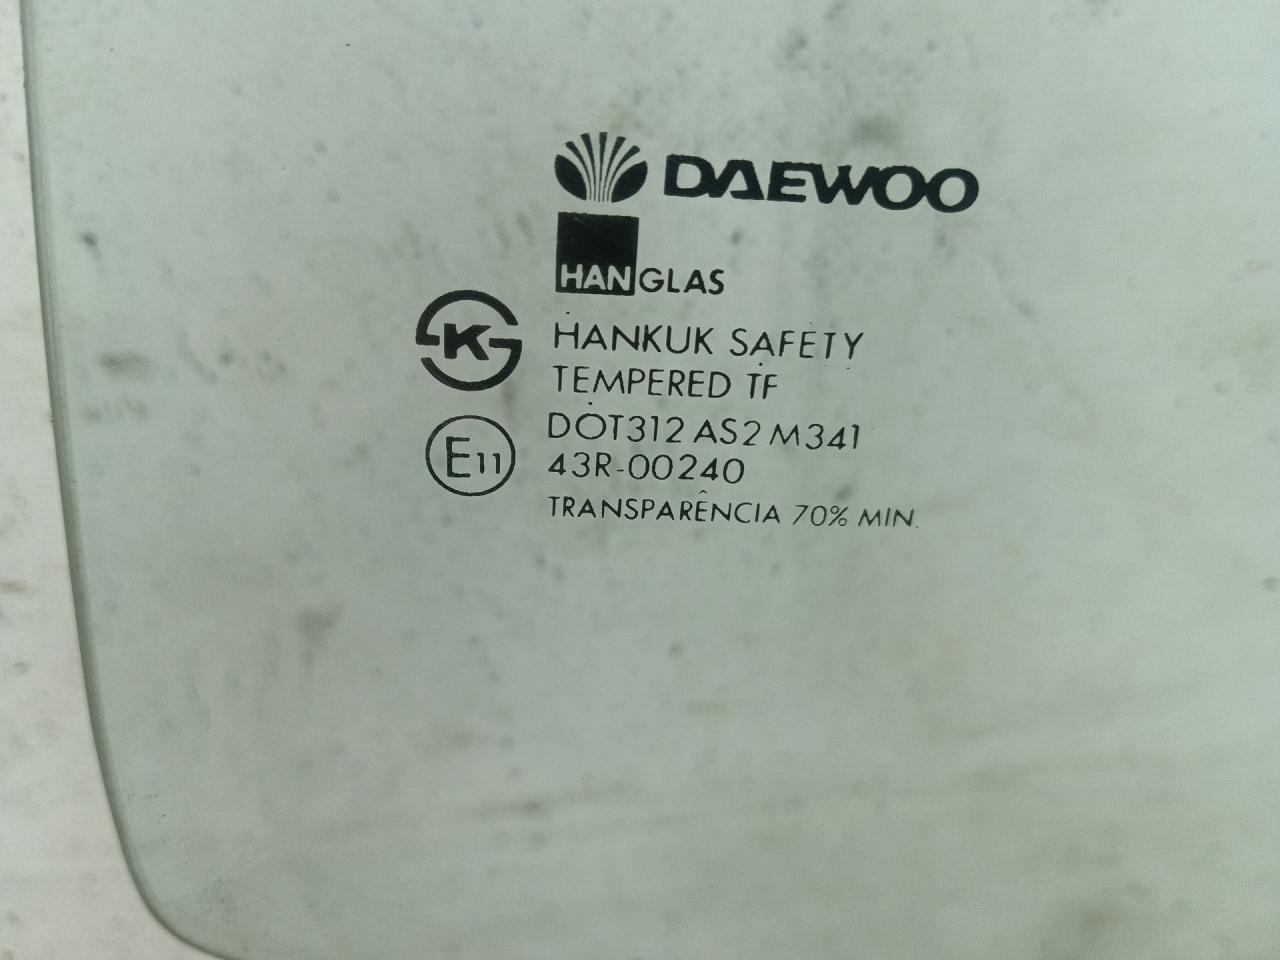 DAEWOO
HANGLAS
K
HANKUK SAFETY
TEMPERED TF
DOT312 AS2 M341
E11
43R-00240
TRANSPARÊNCIA 70% MIN.